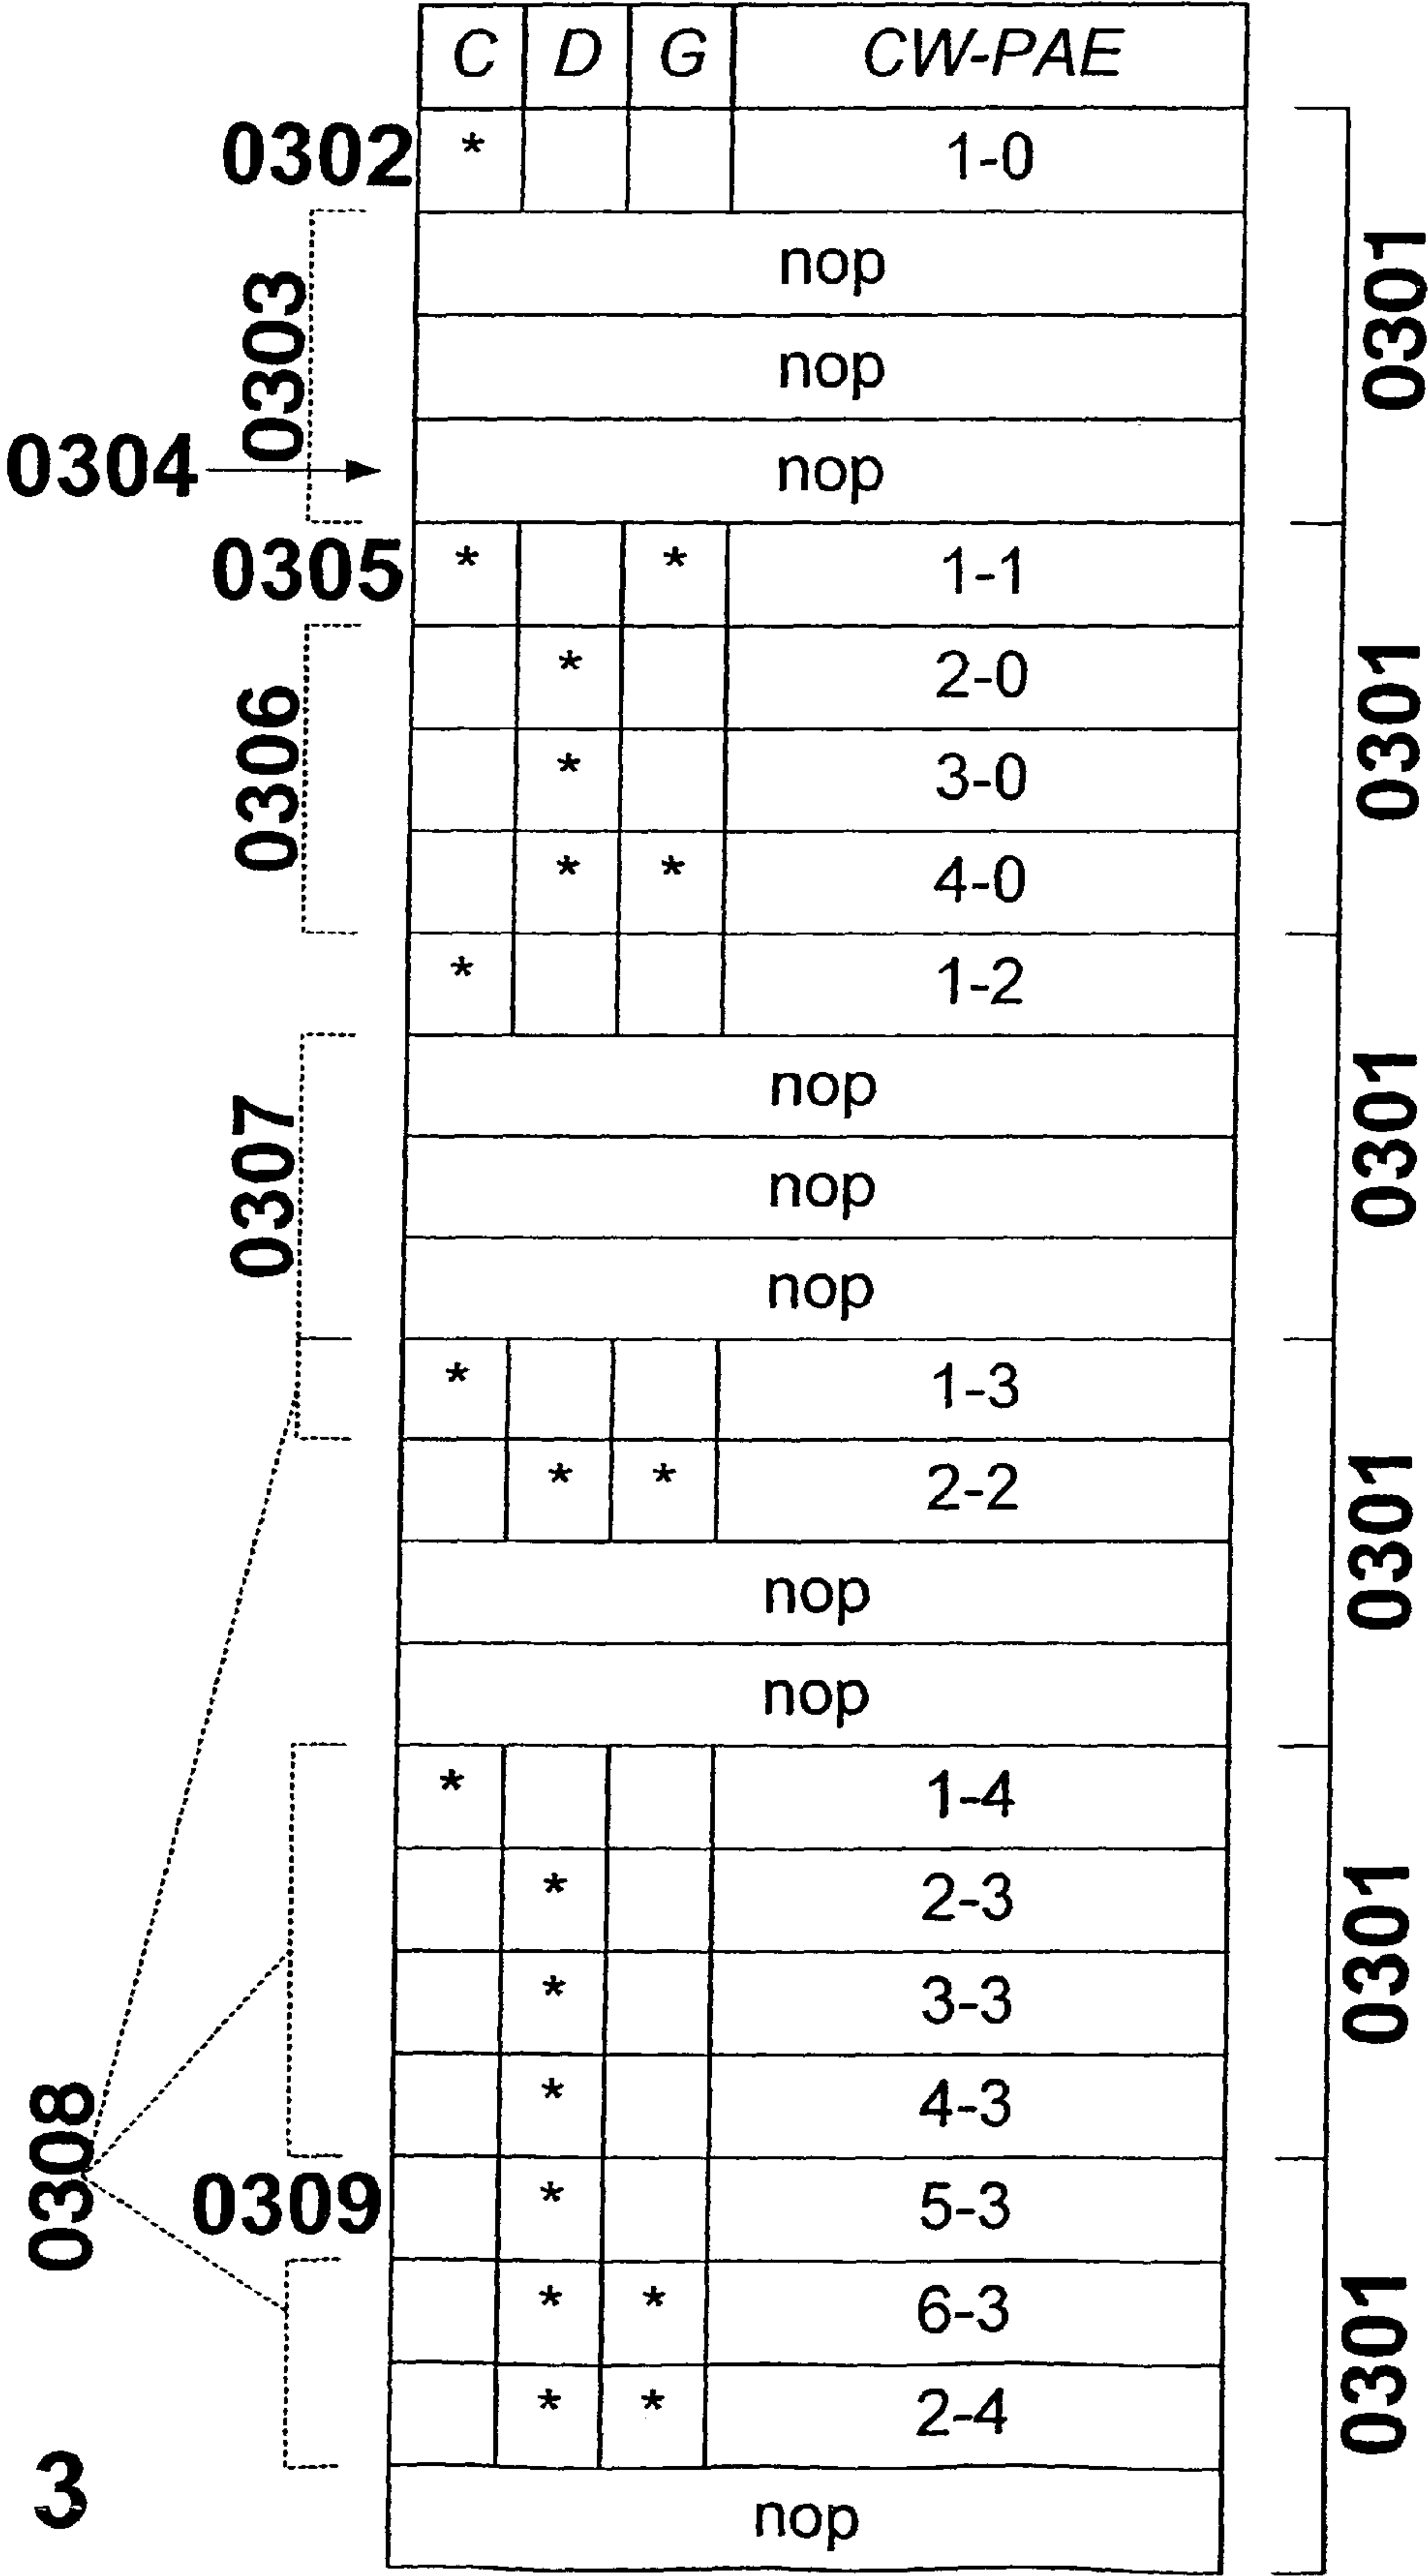 C D G CW-PAE
0302 * 1-0
nop
0303 nop 0301
0304 nop
0305 * * 1-1
* 2-0
0306 * 3-0 0301
* * 4-0
* 1-2
nop
0307 nop 0301
nop
* 1-3
* * 2-2
nop 0301
nop
* 1-4
* 2-3
* 3-3 0301
0308 * 4-3
0309 * 5-3
* * 6-3
* * 2-4 0301
3 nop